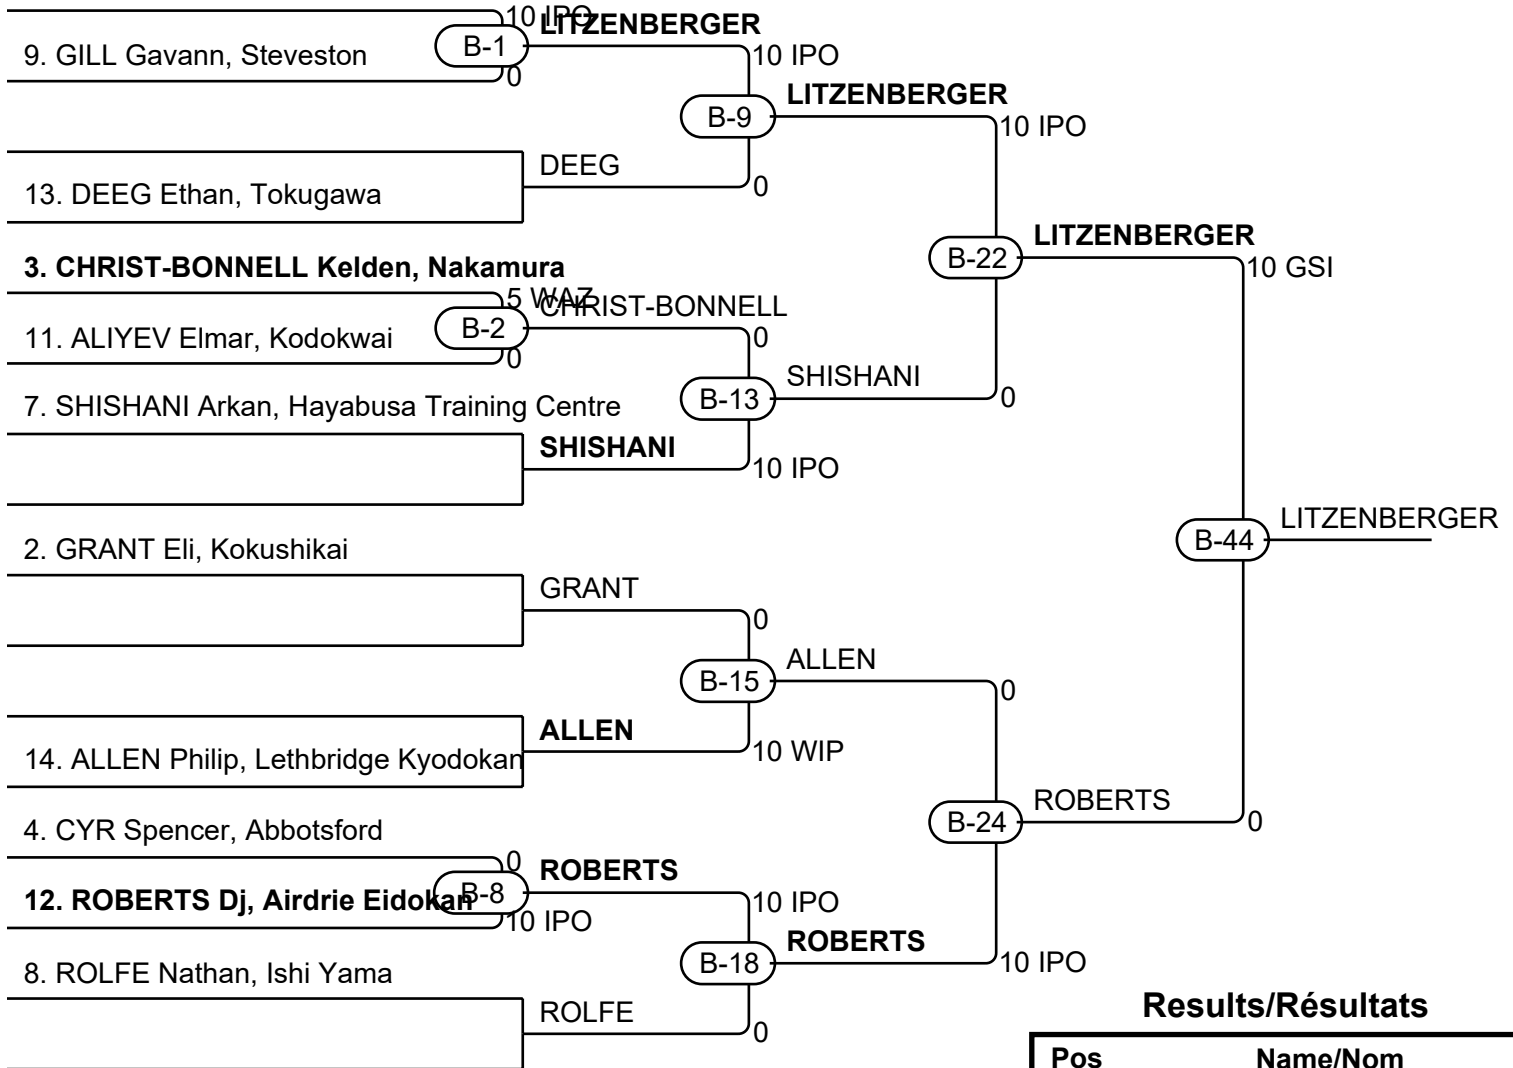 10 IPO
LITZENBERGER
9. GILL Gavann, Steveston
B-1
0
10 IPO
LITZENBERGER
B-9
10 IPO
DEEG
13. DEEG Ethan, Tokugawa
0
LITZENBERGER
B-22
10 GSI
3. CHRIST-BONNELL Kelden, Nakamura
5 WAZ
CHRIST-BONNELL
11. ALIYEV Elmar, Kodokwai
B-2
0
0
SHISHANI
B-13
0
7. SHISHANI Arkan, Hayabusa Training Centre
SHISHANI
10 IPO
LITZENBERGER
B-44
2. GRANT Eli, Kokushikai
GRANT
0
ALLEN
B-15
0
ALLEN
14. ALLEN Philip, Lethbridge Kyodokan
10 WIP
ROBERTS
B-24
0
4. CYR Spencer, Abbotsford
0
ROBERTS
12. ROBERTS Dj, Airdrie Eidokan
B-8
10 IPO
10 IPO
ROBERTS
B-18
10 IPO
8. ROLFE Nathan, Ishi Yama
ROLFE
0
Results/Résultats
Pos Name/Nom